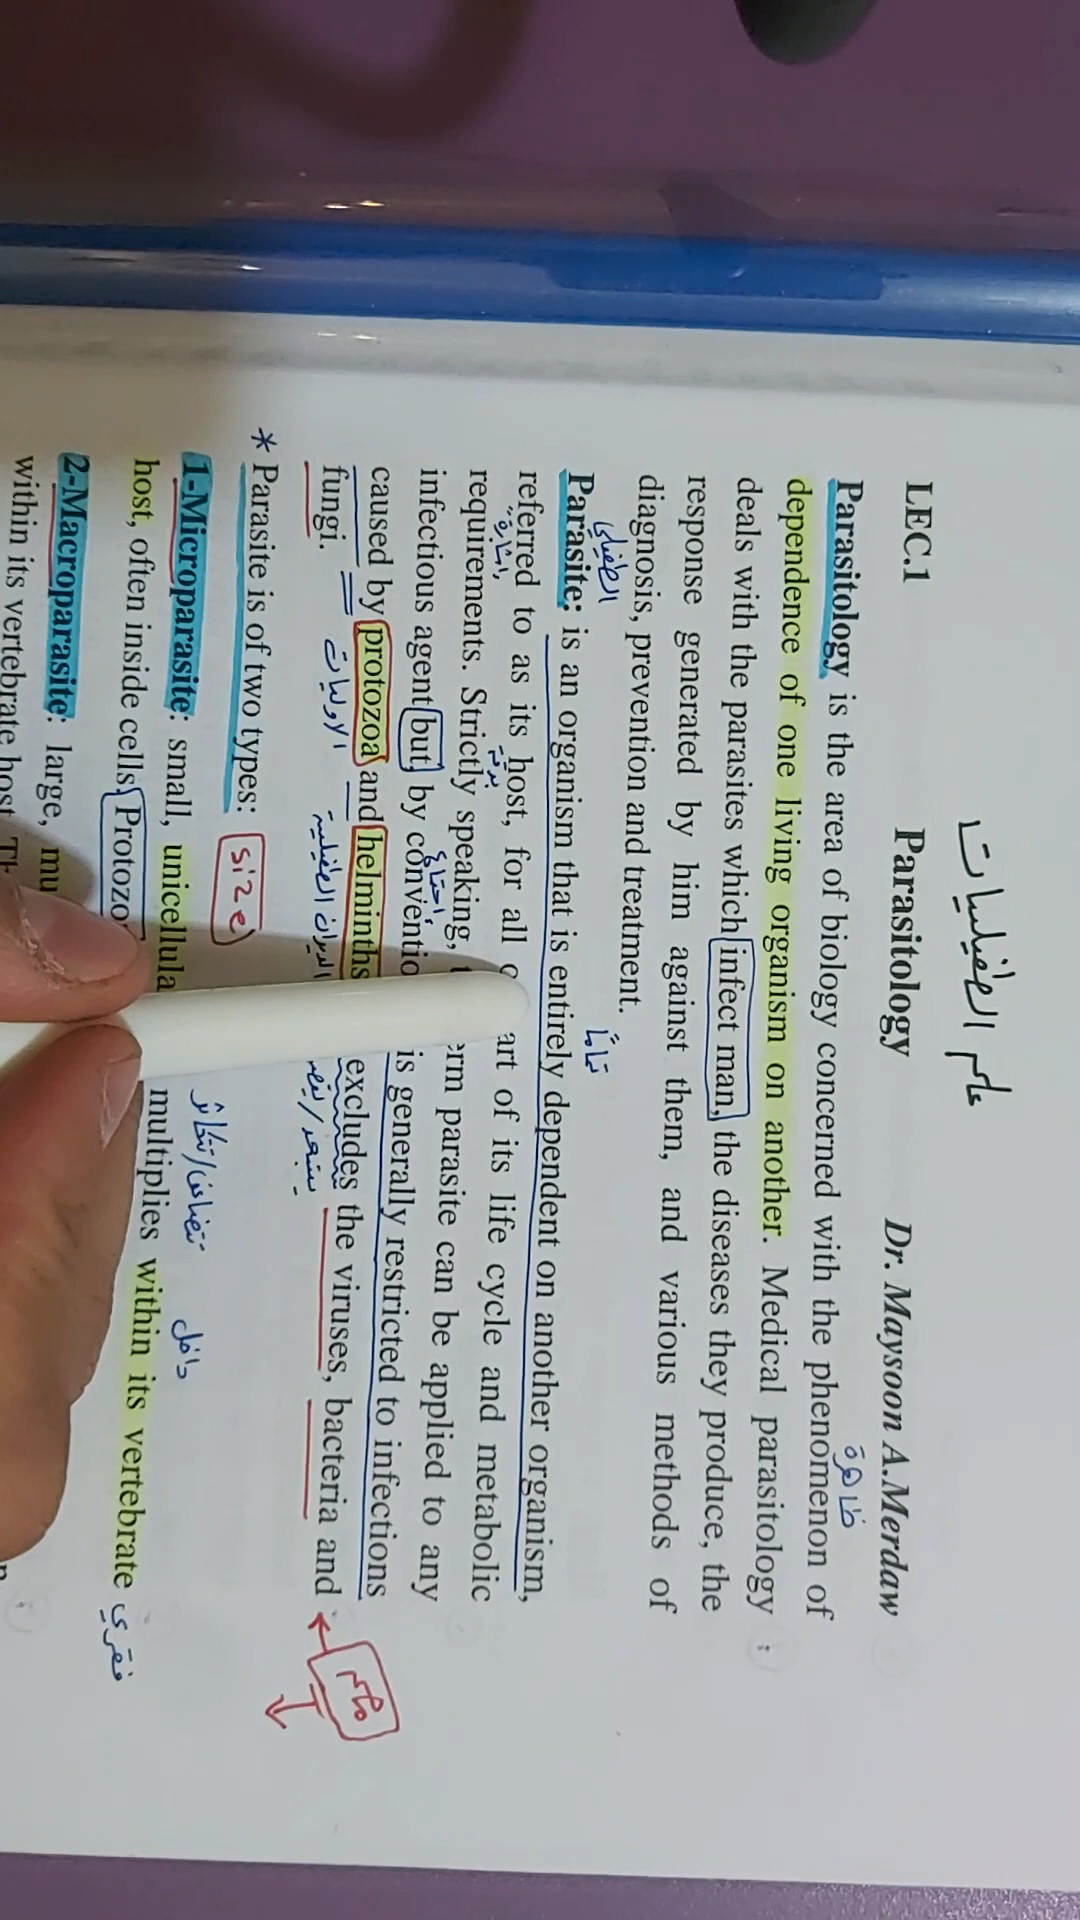 علم الطفيليات
LEC.1 Parasitology Dr. Maysoon A.Merdaw
Parasitology is the area of biology concerned with the phenomenon of
ظاهرة
dependence of one living organism on another. Medical parasitology
deals with the parasites which infect man, the diseases they produce, the
response generated by him against them, and various methods of
diagnosis, prevention and treatment.
الطفيلي تمامًا
Parasite: is an organism that is entirely dependent on another organism,
referred to as its host, for all art of its life cycle and metabolic
requirements. Strictly speaking, parasite can be applied to any
infectious agent but, by is generally restricted to infections
caused by protozoa and helminths excludes the viruses, bacteria and
fungi.
الاوليات الديدان الطفيلية
مهم
* Parasite is of two types: size
تتضاعف/تتكاثر داخل
1-Microparasite: small, multiplies within its vertebrate
فقري
host, often inside cells,
2-Macroparasite: large,
within its vertebrate host.